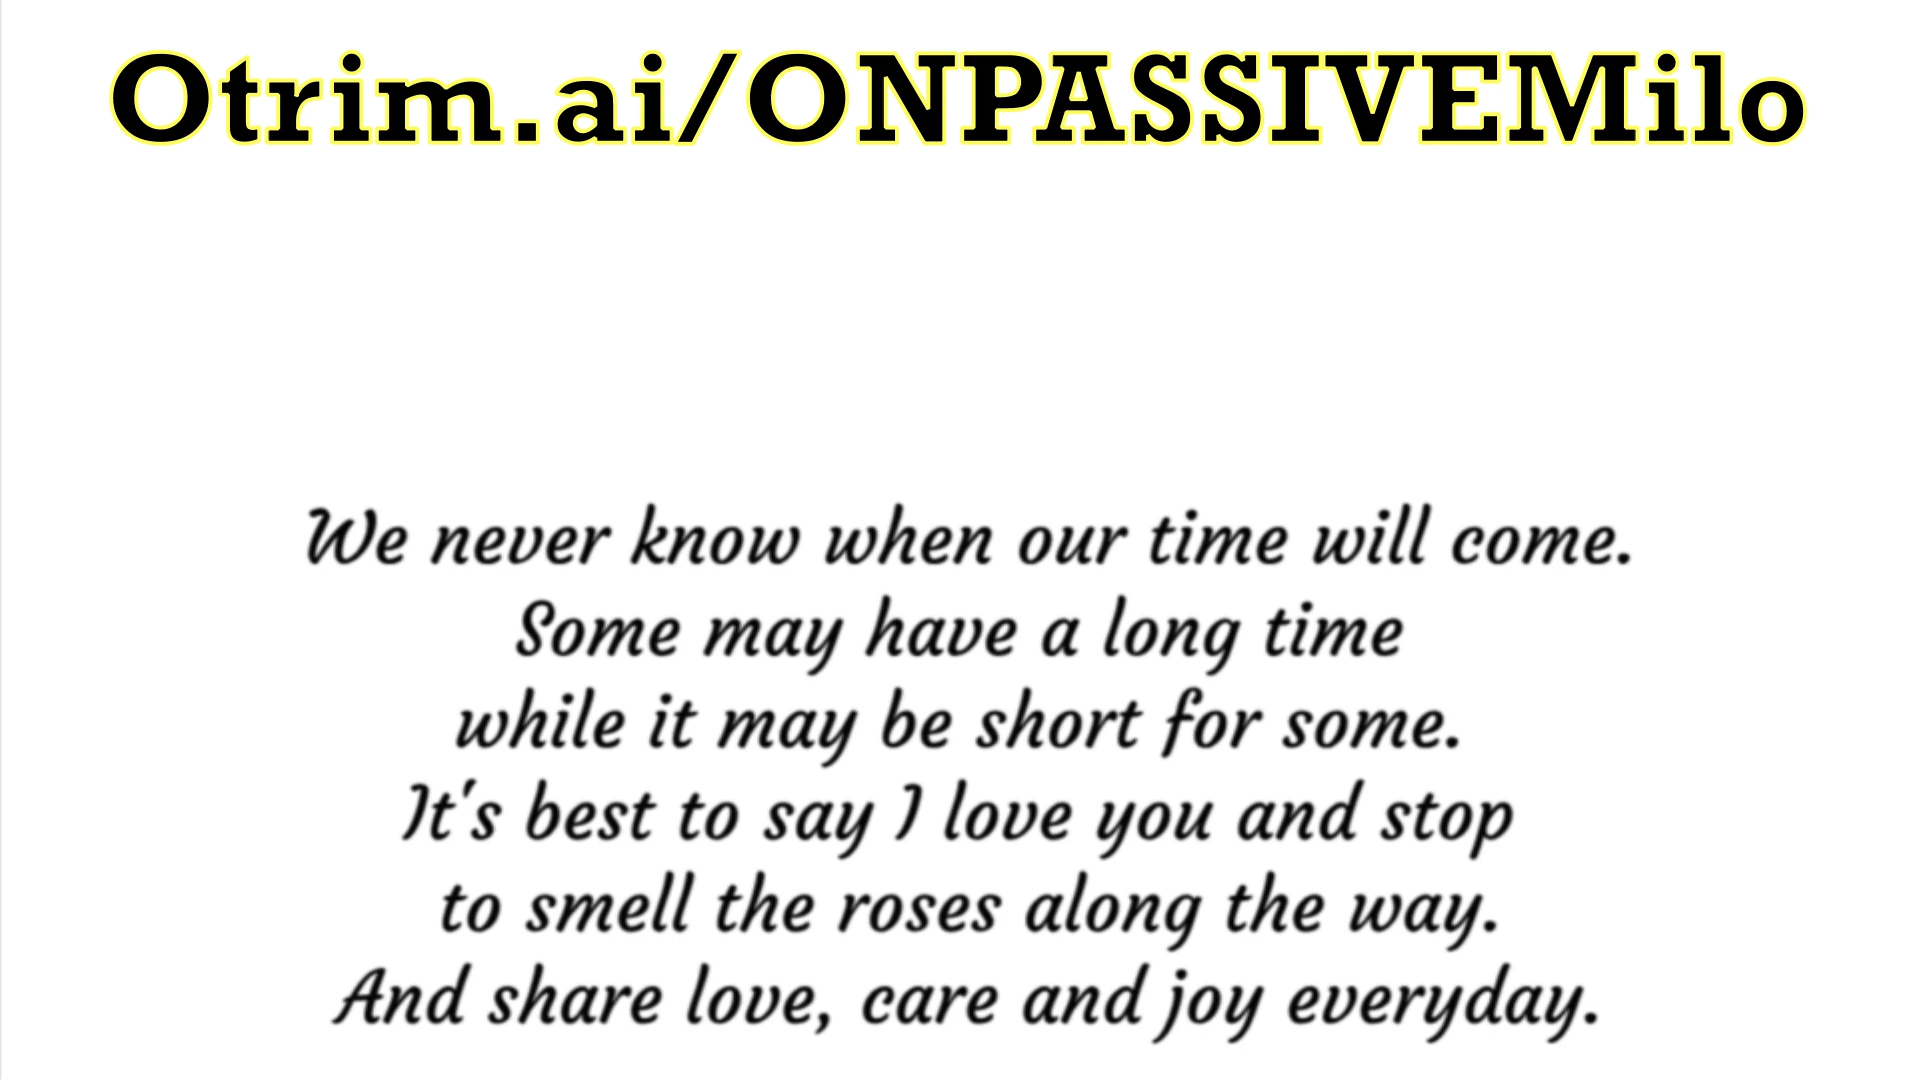 Otrim.ai/ONPASSIVEMilo
We never know when our time will come.
Some may have a long time
while it may be short for some.
It's best to say I love you and stop
to smell the roses along the way.
And share love, care and joy everyday.